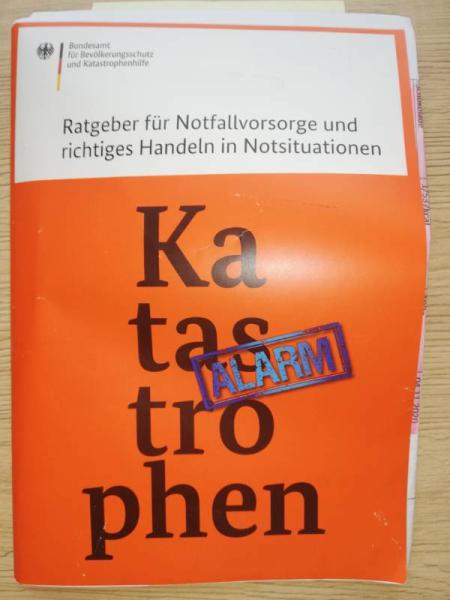 Bundesamt
für Bevölkerungsschutz
und Katastrophenhilfe
Ratgeber für Notfallvorsorge und
richtiges Handeln in Notsituationen
Ka
tas
ALARM
tro
phen